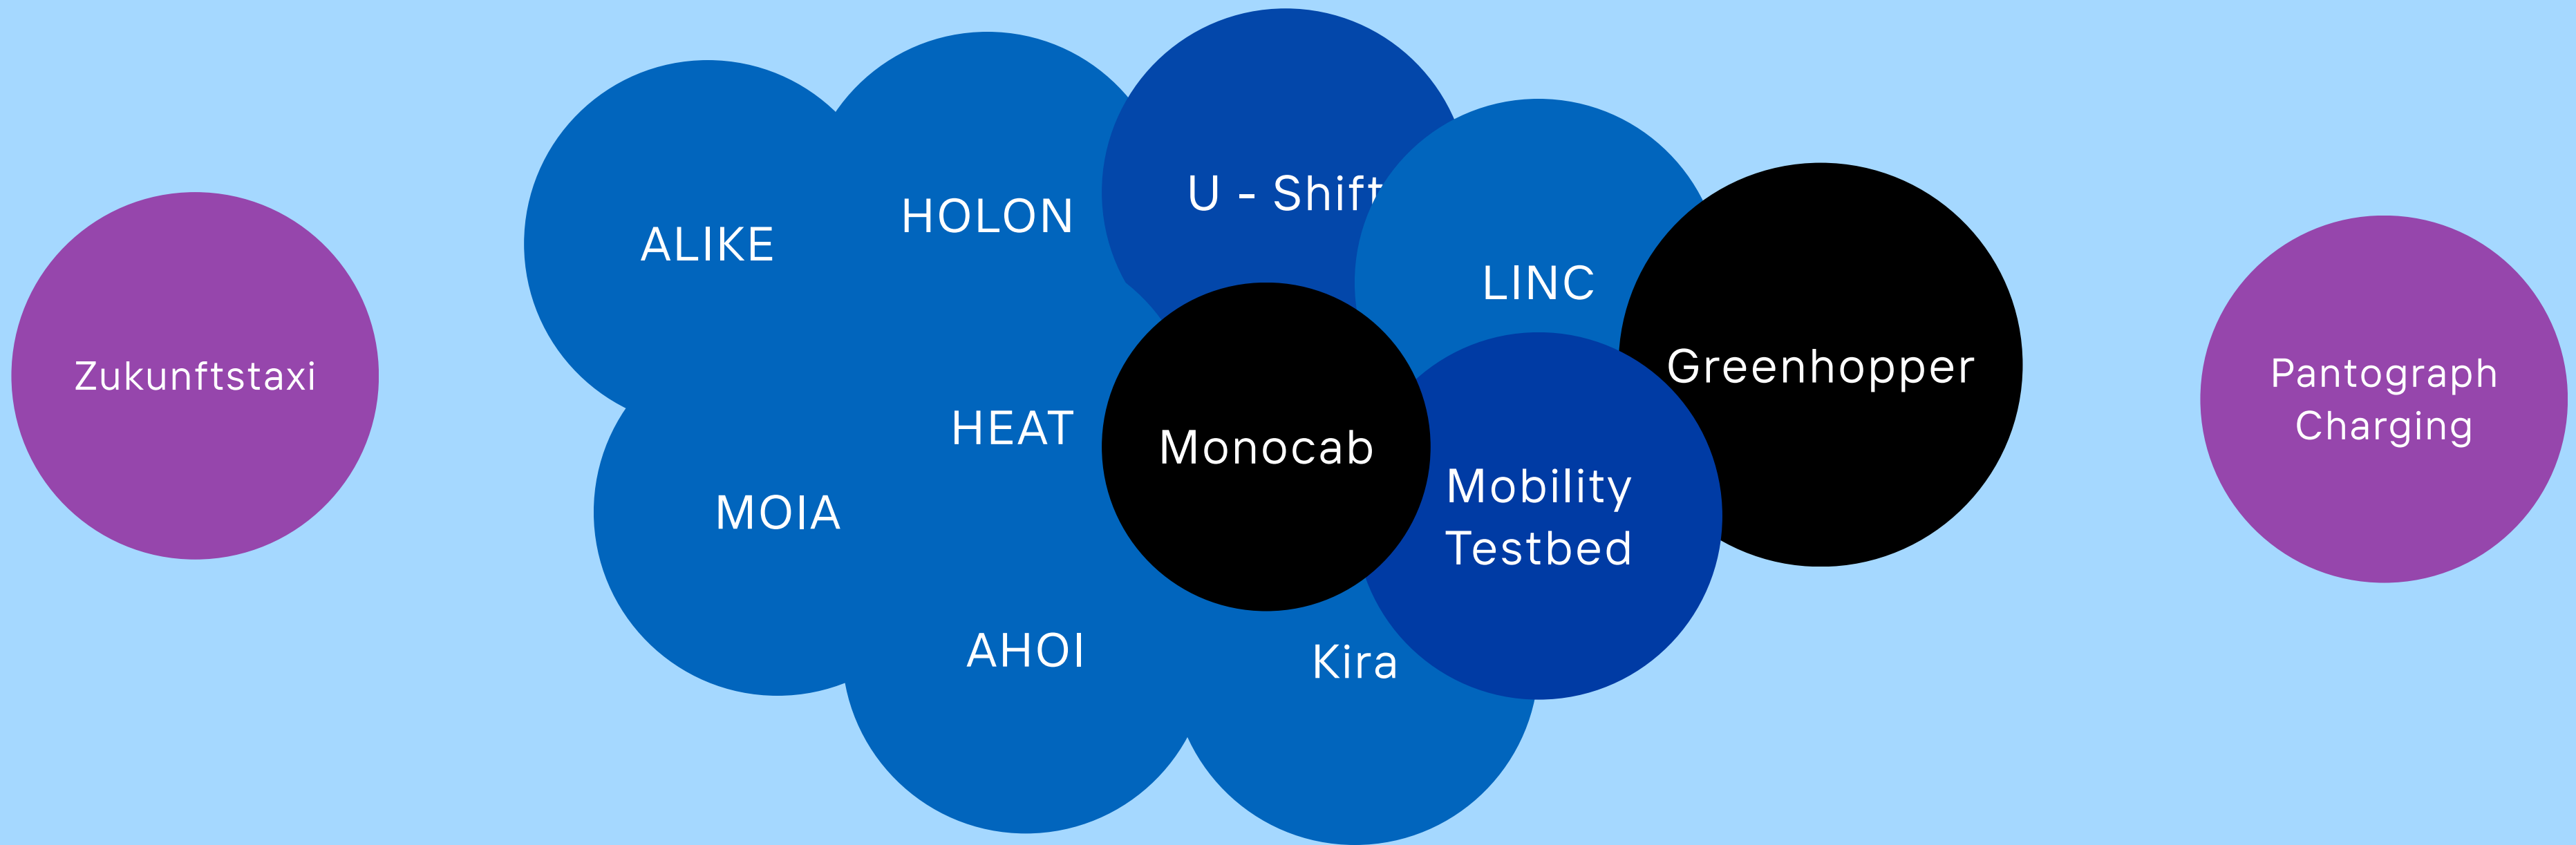 Zukunftstaxi
ALIKE
HOLON
U - Shift
LINC
Greenhopper
HEAT
MOIA
Monocab
Mobility
Testbed
AHOI
Kira
Pantograph
Charging